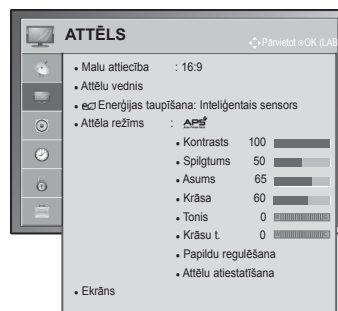 ATTĒLS
Pārvietot OK (LAB
• Malu attiecība : 16:9
• Attēlu vednis
• Enerģijas taupīšana: Inteliģentais sensors
• Attēla režīms : APS
• Kontrasts 100
• Spilgtums 50
• Asums 65
• Krāsa 60
• Tonis 0
• Krāsu t. 0
• Papildu regulēšana
• Attēlu atiestatīšana
• Ekrāns